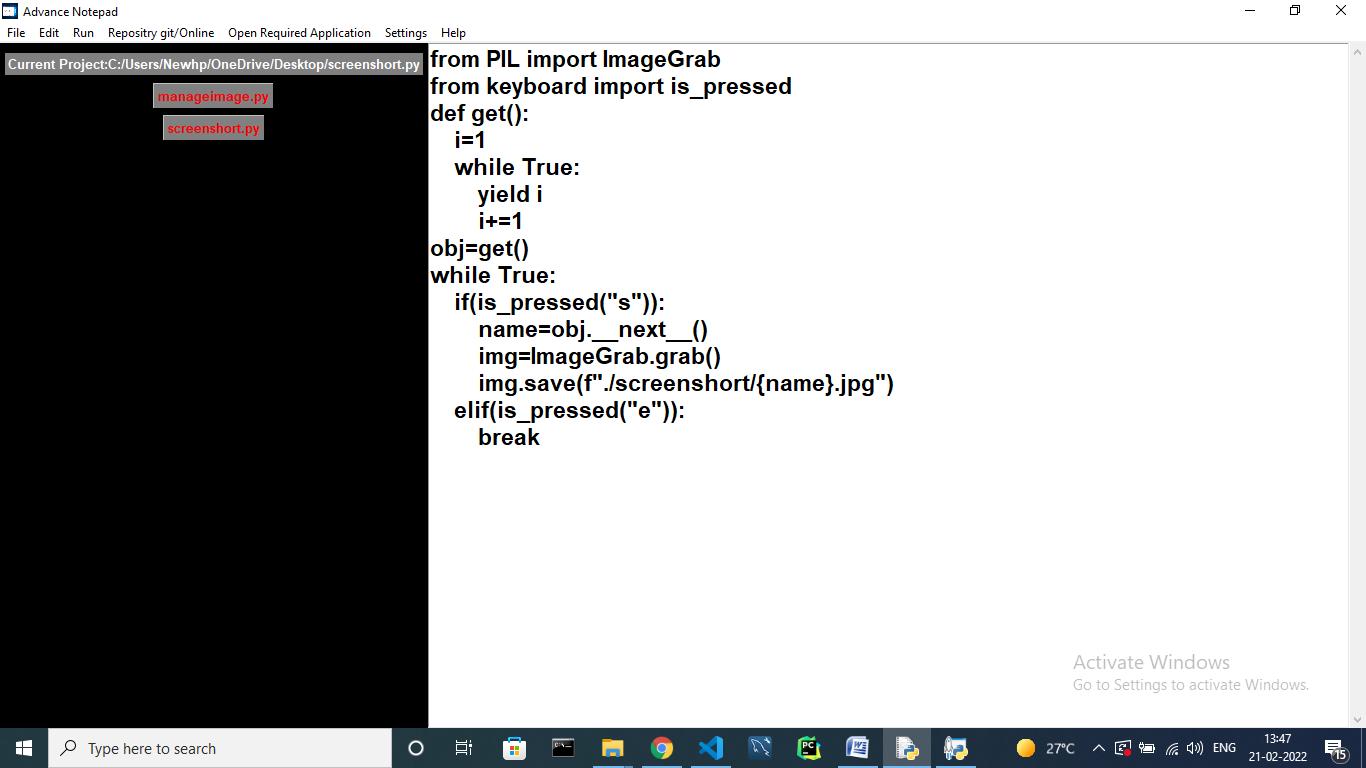 Advance Notepad
File Edit Run Repositry git/Online Open Required Application Settings Help
Current Project:C:/Users/Newhp/OneDrive/Desktop/screenshort.py
manageimage.py
screenshort.py
from PIL import ImageGrab
from keyboard import is_pressed
def get():
    i=1
    while True:
        yield i
        i+=1
obj=get()
while True:
    if(is_pressed("s")):
        name=obj.__next__()
        img=ImageGrab.grab()
        img.save(f"./screenshort/{name}.jpg")
    elif(is_pressed("e")):
        break
Activate Windows
Go to Settings to activate Windows.
Type here to search
PC
W
27°C
ENG
13:47
21-02-2022
15